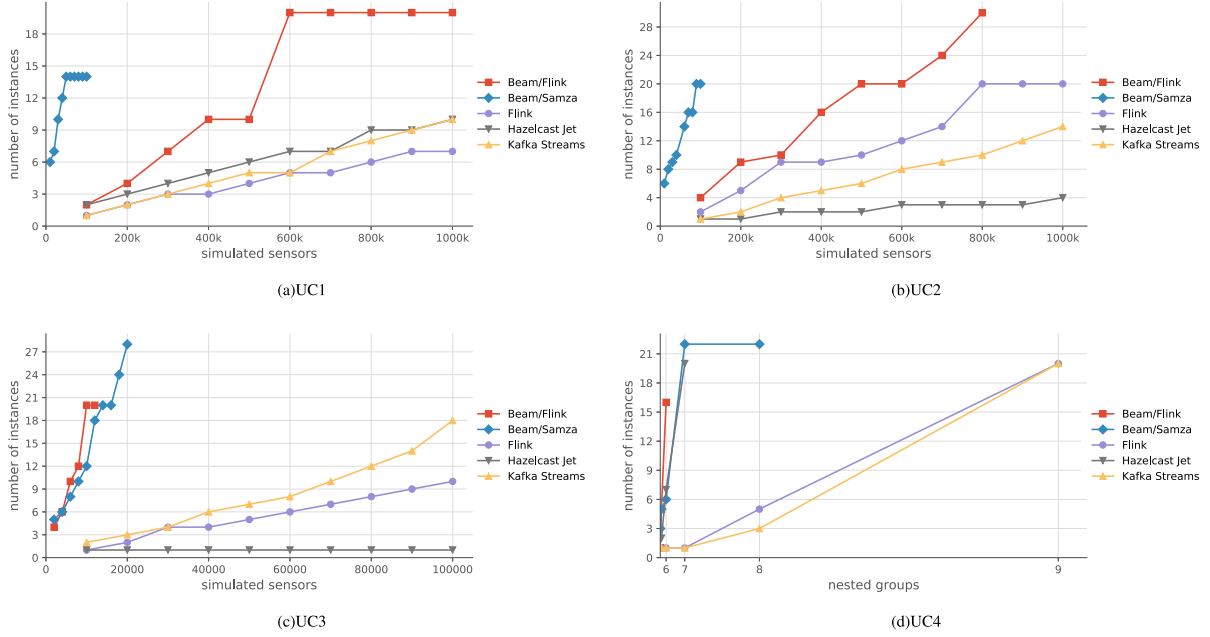 number of instances
18
15
12
9
6
3
0
0
200k
400k
600k
800k
1000k
simulated sensors
Beam/Flink
Beam/Samza
Flink
Hazelcast Jet
Kafka Streams
(a)UC1
number of instances
28
24
20
16
12
8
4
0
0
200k
400k
600k
800k
1000k
simulated sensors
Beam/Flink
Beam/Samza
Flink
Hazelcast Jet
Kafka Streams
(b)UC2
number of instances
27
24
21
18
15
12
9
6
3
0
0
20000
40000
60000
80000
100000
simulated sensors
Beam/Flink
Beam/Samza
Flink
Hazelcast Jet
Kafka Streams
(c)UC3
number of instances
21
18
15
12
9
6
3
0
6
7
8
9
nested groups
Beam/Flink
Beam/Samza
Flink
Hazelcast Jet
Kafka Streams
(d)UC4